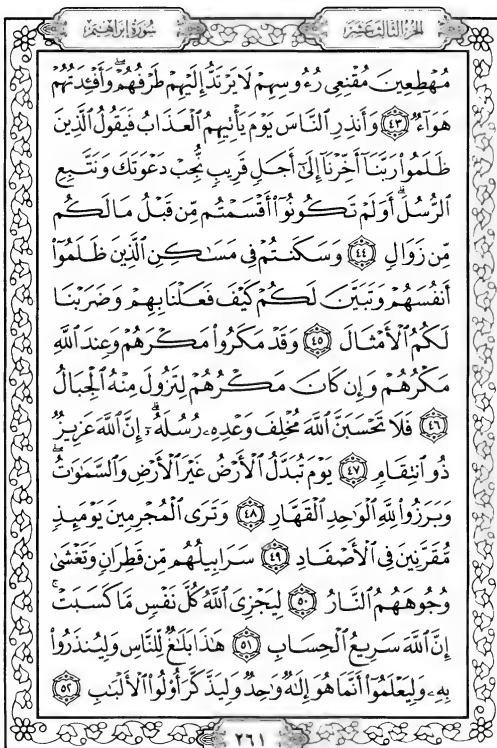 الجزء الثالث عشر سورة إبراهيم
مُهْطِعِينَ مُقْنِعِى رُءُوسِهِمْ لَا يَرْتَدُّ إِلَيْهِمْ طَرْفُهُمْ ۖ وَأَفْـِٔدَتُهُمْ
هَوَآءٌ ﴿٤٣﴾ وَأَنذِرِ ٱلنَّاسَ يَوْمَ يَأْتِيهِمُ ٱلْعَذَابُ فَيَقُولُ ٱلَّذِينَ
ظَلَمُوا۟ رَبَّنَآ أَخِّرْنَآ إِلَىٰٓ أَجَلٍ قَرِيبٍ نُّجِبْ دَعْوَتَكَ وَنَتَّبِعِ
ٱلرُّسُلَ ۗ أَوَلَمْ تَكُونُوٓا۟ أَقْسَمْتُم مِّن قَبْلُ مَا لَكُم
مِّن زَوَالٍ ﴿٤٤﴾ وَسَكَنتُمْ فِى مَسَـٰكِنِ ٱلَّذِينَ ظَلَمُوٓا۟
أَنفُسَهُمْ وَتَبَيَّنَ لَكُمْ كَيْفَ فَعَلْنَا بِهِمْ وَضَرَبْنَا
لَكُمُ ٱلْأَمْثَالَ ﴿٤٥﴾ وَقَدْ مَكَرُوا۟ مَكْرَهُمْ وَعِندَ ٱللَّهِ
مَكْرُهُمْ وَإِن كَانَ مَكْرُهُمْ لِتَزُولَ مِنْهُ ٱلْجِبَالُ
﴿٤٦﴾ فَلَا تَحْسَبَنَّ ٱللَّهَ مُخْلِفَ وَعْدِهِۦ رُسُلَهُۥٓ ۗ إِنَّ ٱللَّهَ عَزِيزٌ
ذُو ٱنتِقَامٍ ﴿٤٧﴾ يَوْمَ تُبَدَّلُ ٱلْأَرْضُ غَيْرَ ٱلْأَرْضِ وَٱلسَّمَـٰوَٰتُ ۖ
وَبَرَزُوا۟ لِلَّهِ ٱلْوَٰحِدِ ٱلْقَهَّارِ ﴿٤٨﴾ وَتَرَى ٱلْمُجْرِمِينَ يَوْمَئِذٍ
مُّقَرَّنِينَ فِى ٱلْأَصْفَادِ ﴿٤٩﴾ سَرَابِيلُهُم مِّن قَطِرَانٍ وَتَغْشَىٰ
وُجُوهَهُمُ ٱلنَّارُ ﴿٥٠﴾ لِيَجْزِىَ ٱللَّهُ كُلَّ نَفْسٍ مَّا كَسَبَتْ ۚ
إِنَّ ٱللَّهَ سَرِيعُ ٱلْحِسَابِ ﴿٥١﴾ هَـٰذَا بَلَـٰغٌ لِّلنَّاسِ وَلِيُنذَرُوا۟
بِهِۦ وَلِيَعْلَمُوٓا۟ أَنَّمَا هُوَ إِلَـٰهٌ وَٰحِدٌ وَلِيَذَّكَّرَ أُو۟لُوا۟ ٱلْأَلْبَـٰبِ ﴿٥٢﴾
٢٦١